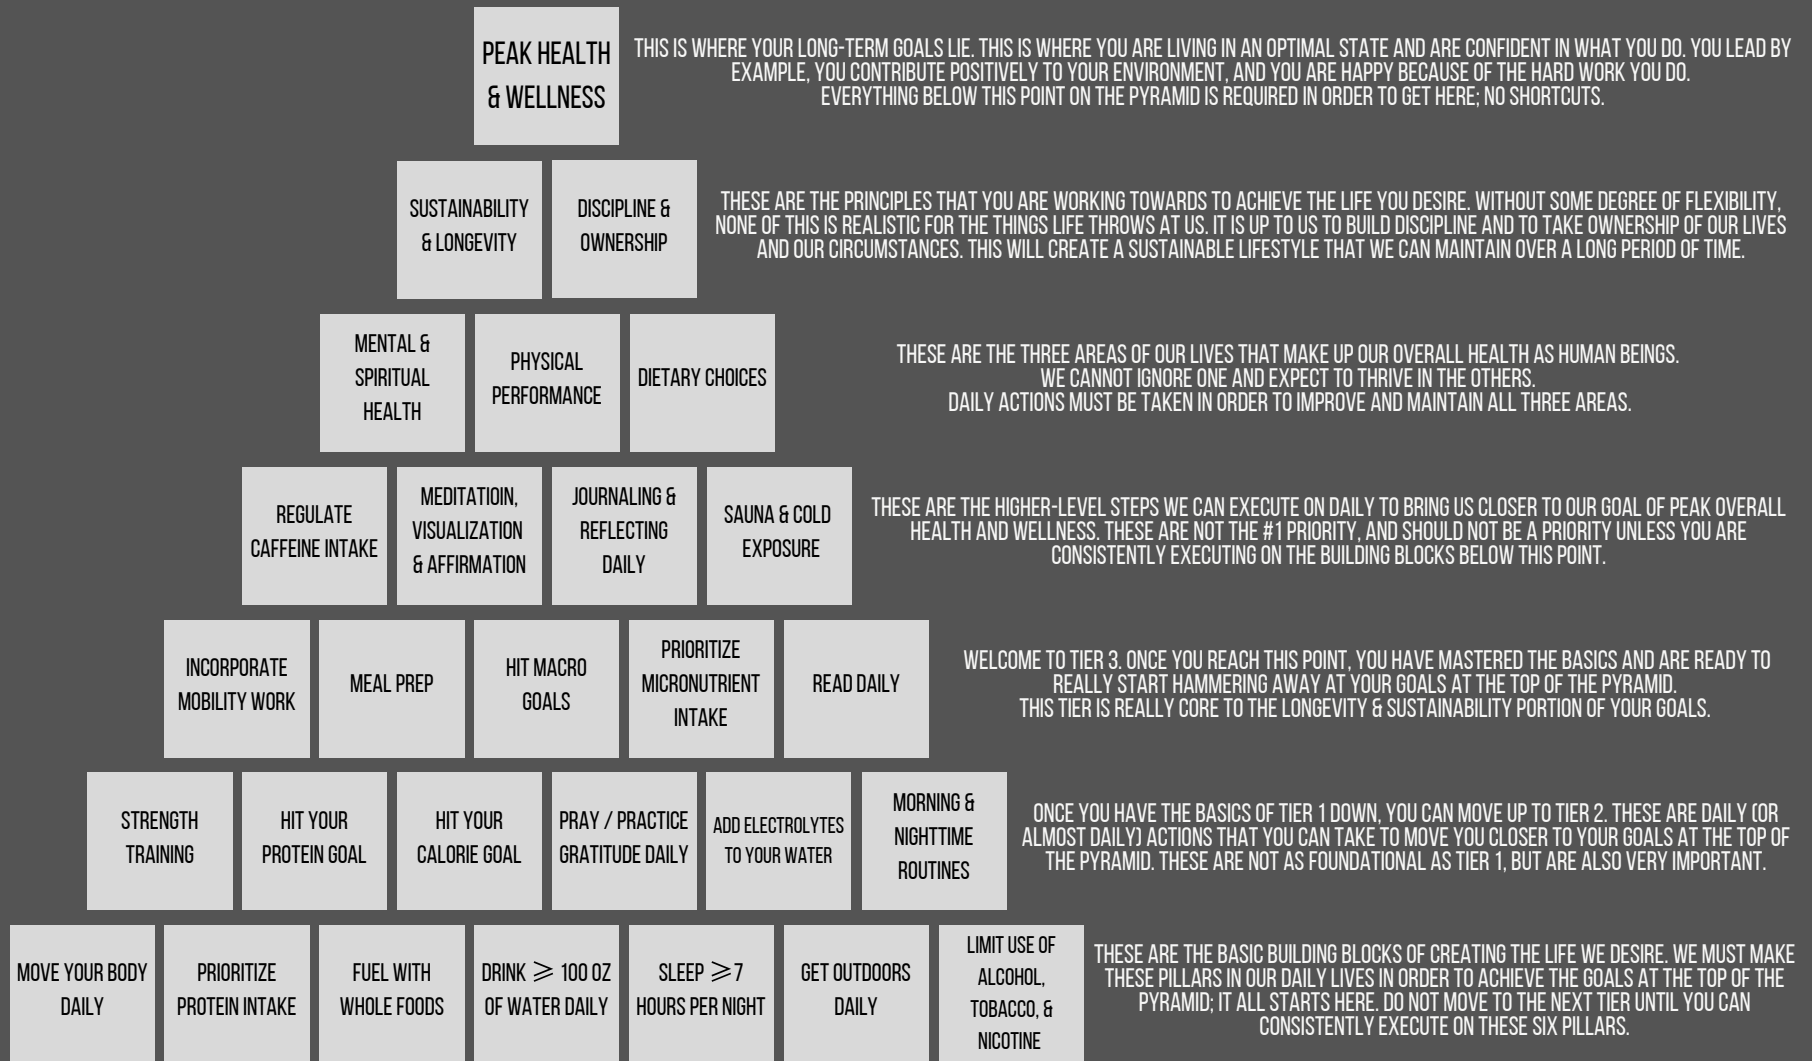 PEAK HEALTH
& WELLNESS
THIS IS WHERE YOUR LONG-TERM GOALS LIE. THIS IS WHERE YOU ARE LIVING IN AN OPTIMAL STATE AND ARE CONFIDENT IN WHAT YOU DO. YOU LEAD BY
EXAMPLE, YOU CONTRIBUTE POSITIVELY TO YOUR ENVIRONMENT, AND YOU ARE HAPPY BECAUSE OF THE HARD WORK YOU DO.
EVERYTHING BELOW THIS POINT ON THE PYRAMID IS REQUIRED IN ORDER TO GET HERE; NO SHORTCUTS.
SUSTAINABILITY
& LONGEVITY
DISCIPLINE &
OWNERSHIP
THESE ARE THE PRINCIPLES THAT YOU ARE WORKING TOWARDS TO ACHIEVE THE LIFE YOU DESIRE. WITHOUT SOME DEGREE OF FLEXIBILITY,
NONE OF THIS IS REALISTIC FOR THE THINGS LIFE THROWS AT US. IT IS UP TO US TO BUILD DISCIPLINE AND TO TAKE OWNERSHIP OF OUR LIVES
AND OUR CIRCUMSTANCES. THIS WILL CREATE A SUSTAINABLE LIFESTYLE THAT WE CAN MAINTAIN OVER A LONG PERIOD OF TIME.
MENTAL &
SPIRITUAL
HEALTH
PHYSICAL
PERFORMANCE
DIETARY CHOICES
THESE ARE THE THREE AREAS OF OUR LIVES THAT MAKE UP OUR OVERALL HEALTH AS HUMAN BEINGS.
WE CANNOT IGNORE ONE AND EXPECT TO THRIVE IN THE OTHERS.
DAILY ACTIONS MUST BE TAKEN IN ORDER TO IMPROVE AND MAINTAIN ALL THREE AREAS.
REGULATE
CAFFEINE INTAKE
MEDITATIOIN,
VISUALIZATION
& AFFIRMATION
JOURNALING &
REFLECTING
DAILY
SAUNA & COLD
EXPOSURE
THESE ARE THE HIGHER-LEVEL STEPS WE CAN EXECUTE ON DAILY TO BRING US CLOSER TO OUR GOAL OF PEAK OVERALL
HEALTH AND WELLNESS. THESE ARE NOT THE #1 PRIORITY, AND SHOULD NOT BE A PRIORITY UNLESS YOU ARE
CONSISTENTLY EXECUTING ON THE BUILDING BLOCKS BELOW THIS POINT.
INCORPORATE
MOBILITY WORK
MEAL PREP
HIT MACRO
GOALS
PRIORITIZE
MICRONUTRIENT
INTAKE
READ DAILY
WELCOME TO TIER 3. ONCE YOU REACH THIS POINT, YOU HAVE MASTERED THE BASICS AND ARE READY TO
REALLY START HAMMERING AWAY AT YOUR GOALS AT THE TOP OF THE PYRAMID.
THIS TIER IS REALLY CORE TO THE LONGEVITY & SUSTAINABILITY PORTION OF YOUR GOALS.
STRENGTH
TRAINING
HIT YOUR
PROTEIN GOAL
HIT YOUR
CALORIE GOAL
PRAY / PRACTICE
GRATITUDE DAILY
ADD ELECTROLYTES
TO YOUR WATER
MORNING &
NIGHTTIME
ROUTINES
ONCE YOU HAVE THE BASICS OF TIER 1 DOWN, YOU CAN MOVE UP TO TIER 2. THESE ARE DAILY (OR
ALMOST DAILY) ACTIONS THAT YOU CAN TAKE TO MOVE YOU CLOSER TO YOUR GOALS AT THE TOP OF
THE PYRAMID. THESE ARE NOT AS FOUNDATIONAL AS TIER 1, BUT ARE ALSO VERY IMPORTANT.
MOVE YOUR BODY
DAILY
PRIORITIZE
PROTEIN INTAKE
FUEL WITH
WHOLE FOODS
DRINK ⩾ 100 OZ
OF WATER DAILY
SLEEP ⩾7
HOURS PER NIGHT
GET OUTDOORS
DAILY
LIMIT USE OF
ALCOHOL,
TOBACCO, &
NICOTINE
THESE ARE THE BASIC BUILDING BLOCKS OF CREATING THE LIFE WE DESIRE. WE MUST MAKE
THESE PILLARS IN OUR DAILY LIVES IN ORDER TO ACHIEVE THE GOALS AT THE TOP OF THE
PYRAMID; IT ALL STARTS HERE. DO NOT MOVE TO THE NEXT TIER UNTIL YOU CAN
CONSISTENTLY EXECUTE ON THESE SIX PILLARS.